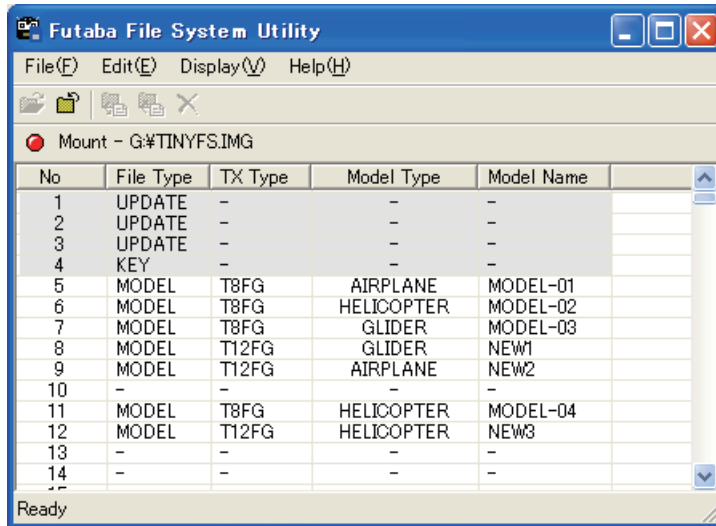 Futaba File System Utility
File(F) Edit(E) Display(V) Help(H)
Mount - G:¥TINYFS.IMG
No File Type TX Type Model Type Model Name
1 UPDATE - - -
2 UPDATE - - -
3 UPDATE - - -
4 KEY - - -
5 MODEL T8FG AIRPLANE MODEL-01
6 MODEL T8FG HELICOPTER MODEL-02
7 MODEL T8FG GLIDER MODEL-03
8 MODEL T12FG GLIDER NEW1
9 MODEL T12FG AIRPLANE NEW2
10 - - - -
11 MODEL T8FG HELICOPTER MODEL-04
12 MODEL T12FG HELICOPTER NEW3
13 - - - -
14 - - - -
Ready